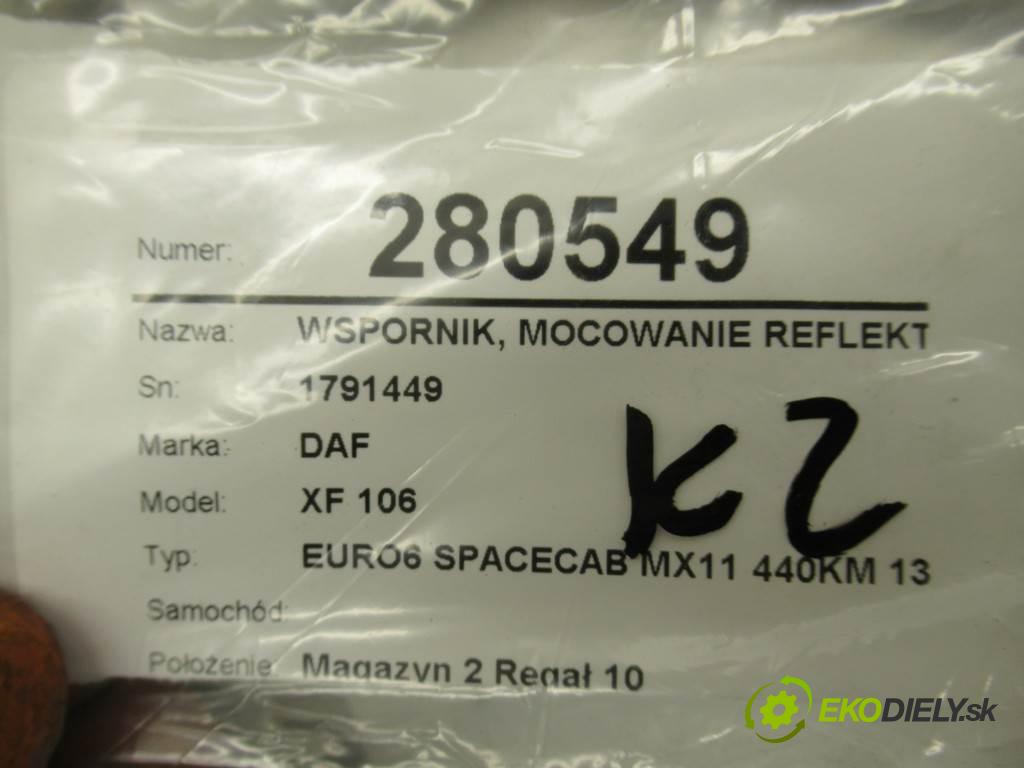 Numer: 280549
Nazwa: WSPORNIK, MOCOWANIE REFLEKT
Sn: 1791449
Marka: DAF
Model: XF 106
K2
Typ: EURO6 SPACECAB MX11 440KM 13
Samochód:
Położenie Magazyn 2 Regał 10
EKODIELY.sk